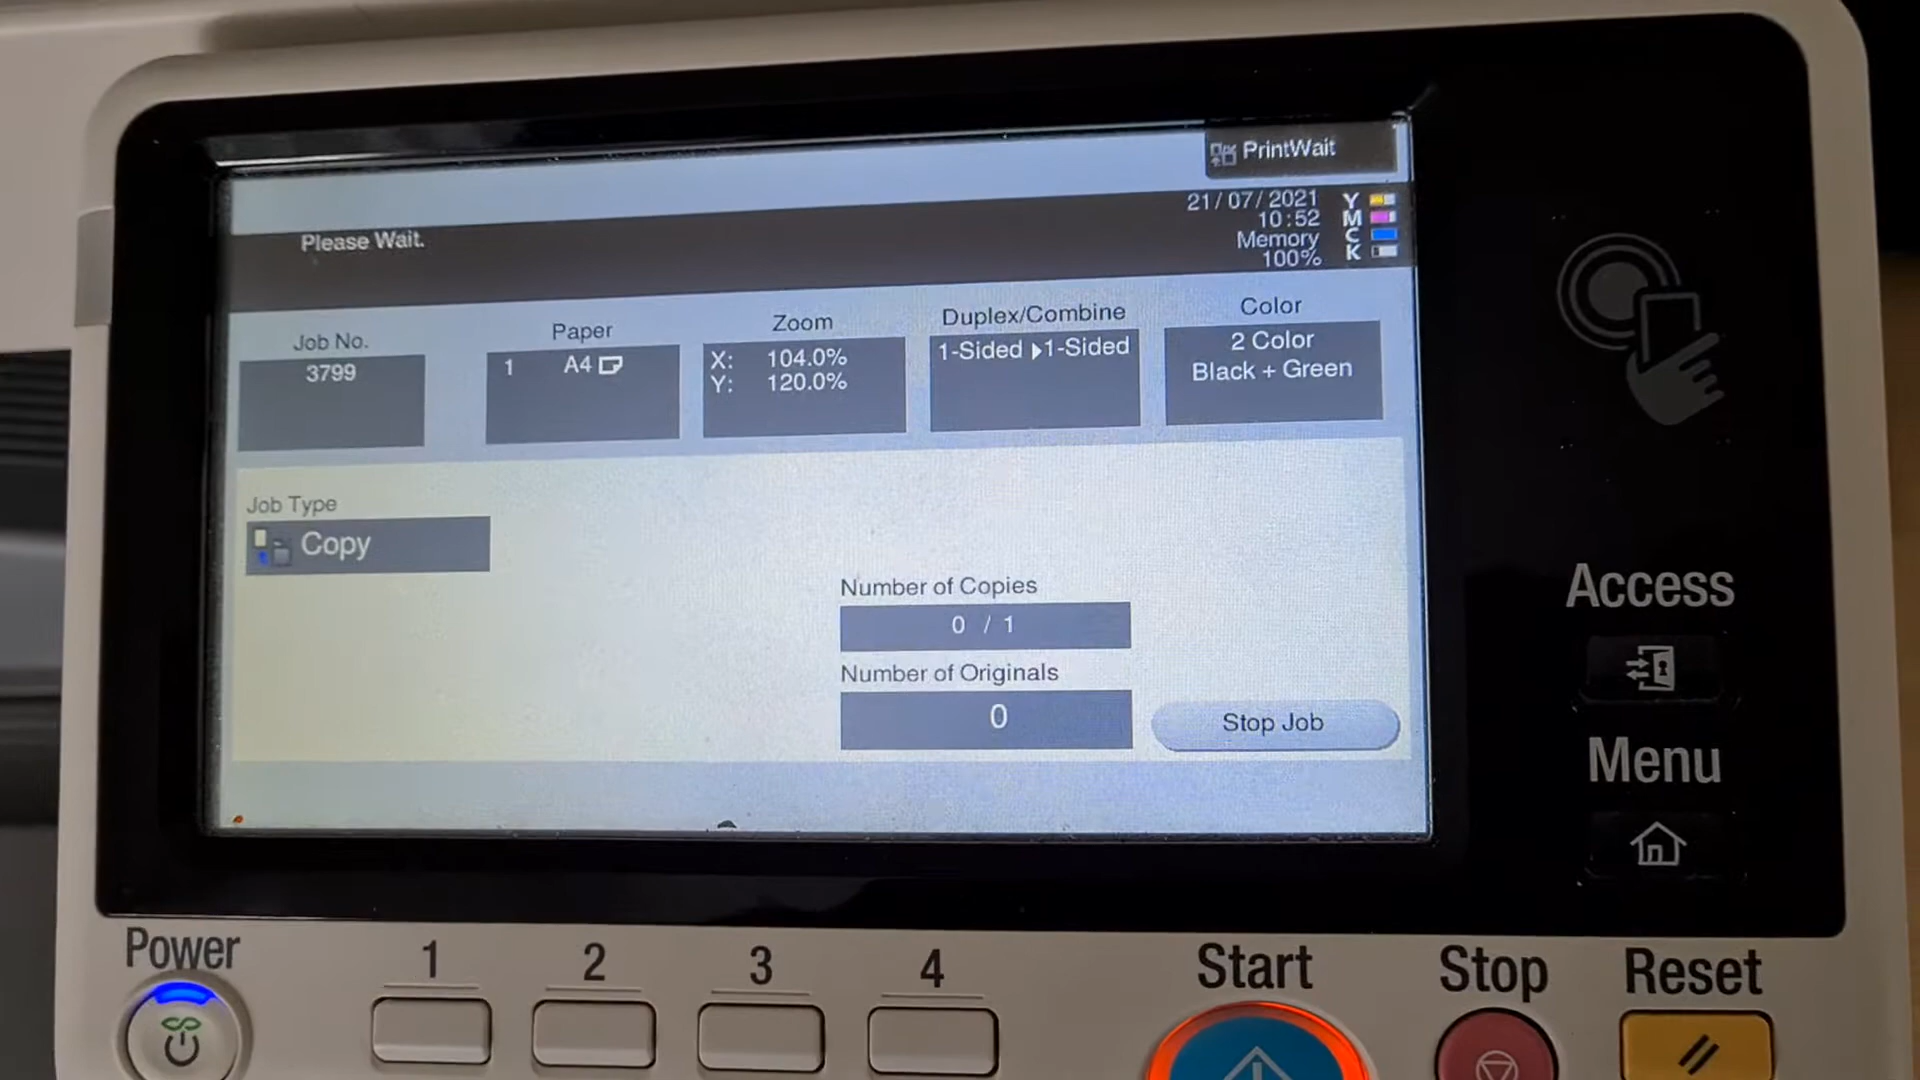 PrintWait
Please Wait.
21/07/2021
10:52
Memory
100%
Y
M
C
K
Job No.
3799
Paper
1 A4
Zoom
X: 104.0%
Y: 120.0%
Duplex/Combine
1-Sided 1-Sided
Color
2 Color
Black + Green
Job Type
Copy
Number of Copies
0 / 1
Number of Originals
0
Stop Job
Access
Menu
Power
1
2
3
4
Start
Stop
Reset